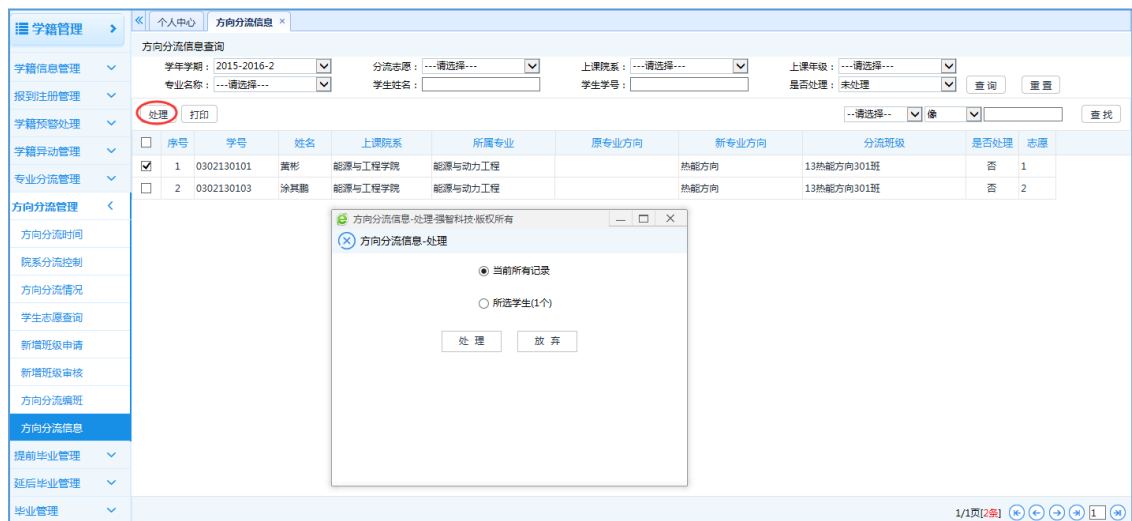 学籍管理
个人中心 方向分流信息 ×
方向分流信息查询
学年学期： 2015-2016-2 分流志愿： ---请选择--- 上课院系： ---请选择--- 上课年级： ---请选择---
专业名称： ---请选择--- 学生姓名： 学生学号： 是否处理： 未处理 查 询 重 置
处理 打印 --请选择-- 像 查 找
序号 学号 姓名 上课院系 所属专业 原专业方向 新专业方向 分流班级 是否处理 志愿
1 0302130101 黄彬 能源与工程学院 能源与动力工程 热能方向 13热能方向301班 否 1
2 0302130103 涂其鹏 能源与工程学院 能源与动力工程 热能方向 13热能方向301班 否 2
学籍信息管理
报到注册管理
学籍预警处理
学籍异动管理
专业分流管理
方向分流管理
方向分流时间
院系分流控制
方向分流情况
学生志愿查询
新增班级申请
新增班级审核
方向分流编班
方向分流信息
提前毕业管理
延后毕业管理
毕业管理
方向分流信息-处理-强智科技·版权所有
方向分流信息-处理
当前所有记录
所选学生(1个)
处 理 放 弃
1/1页[2条] 1